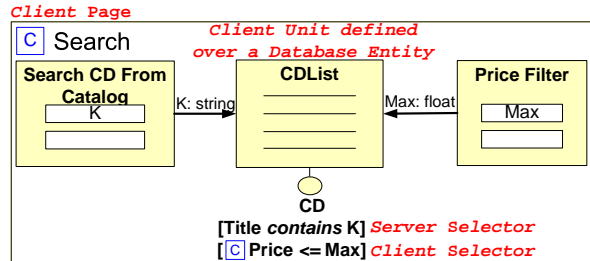 Client Page
C Search
Client Unit defined
over a Database Entity
Search CD From
Catalog
K
K: string
CDList
Max: float
Price Filter
Max
CD
[Title contains K] Server Selector
[ C Price <= Max] Client Selector